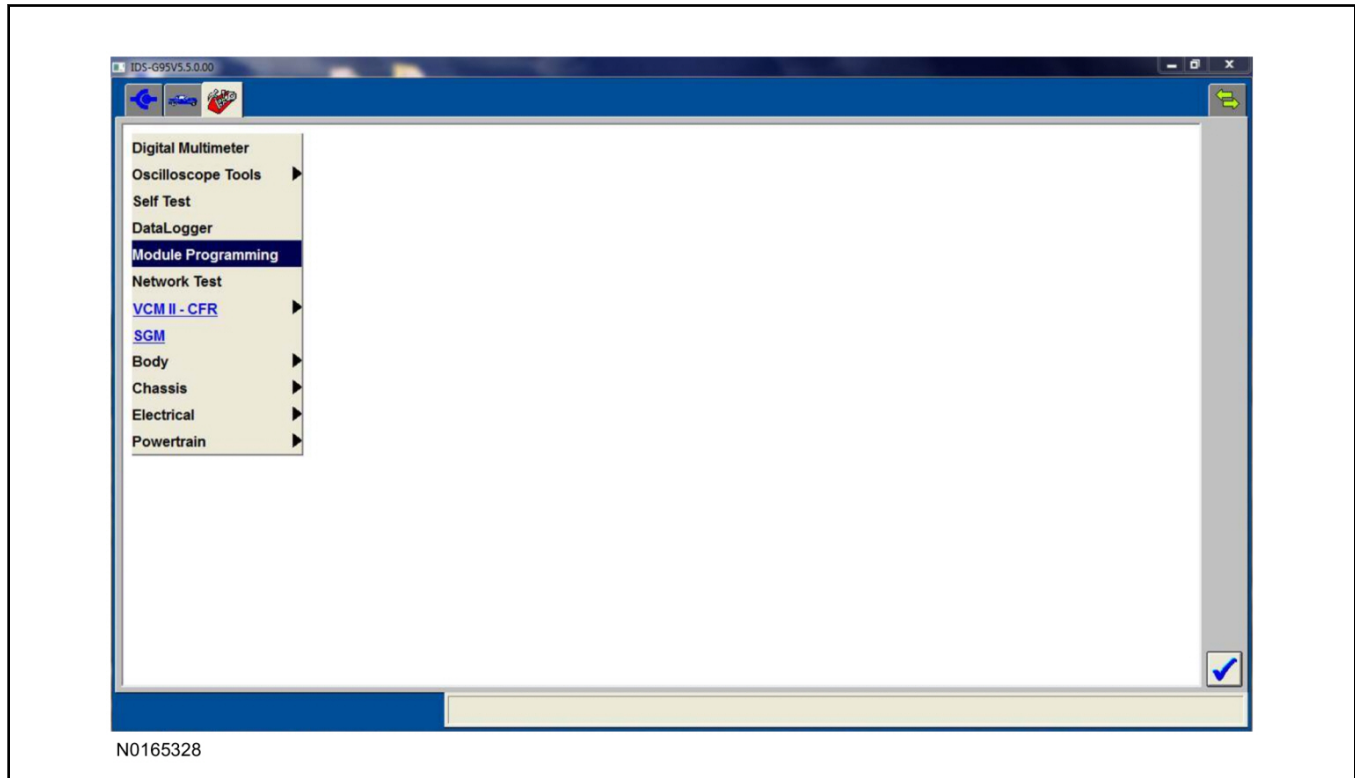 IDS-G95V5.5.0.00
Digital Multimeter
Oscilloscope Tools
Self Test
DataLogger
Module Programming
Network Test
VCM II - CFR
SGM
Body
Chassis
Electrical
Powertrain
N0165328